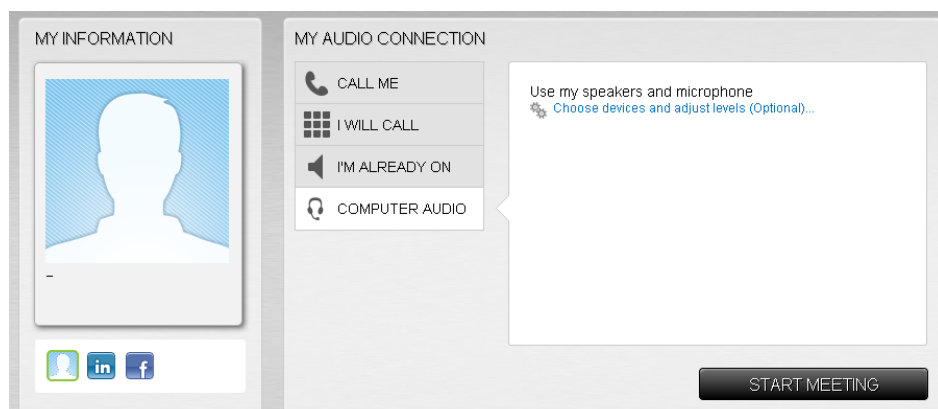 MY INFORMATION
–
in
f
MY AUDIO CONNECTION
CALL ME
I WILL CALL
I'M ALREADY ON
COMPUTER AUDIO
Use my speakers and microphone
Choose devices and adjust levels (Optional)...
START MEETING